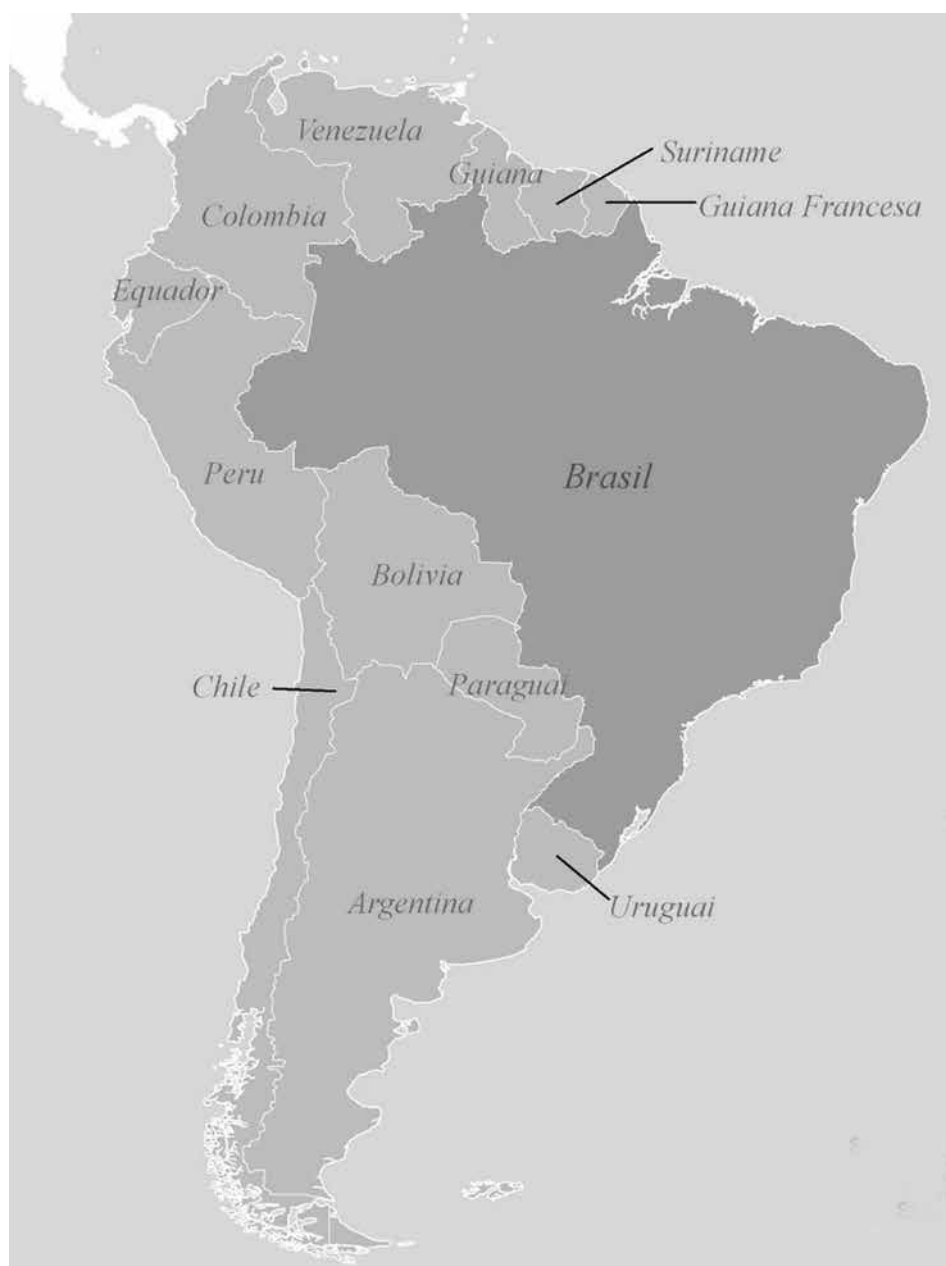 Venezuela
Suriname
Guiana
Guiana Francesa
Colombia
Equador
Brasil
Peru
Bolivia
Chile
Paraguai
Argentina
Uruguai